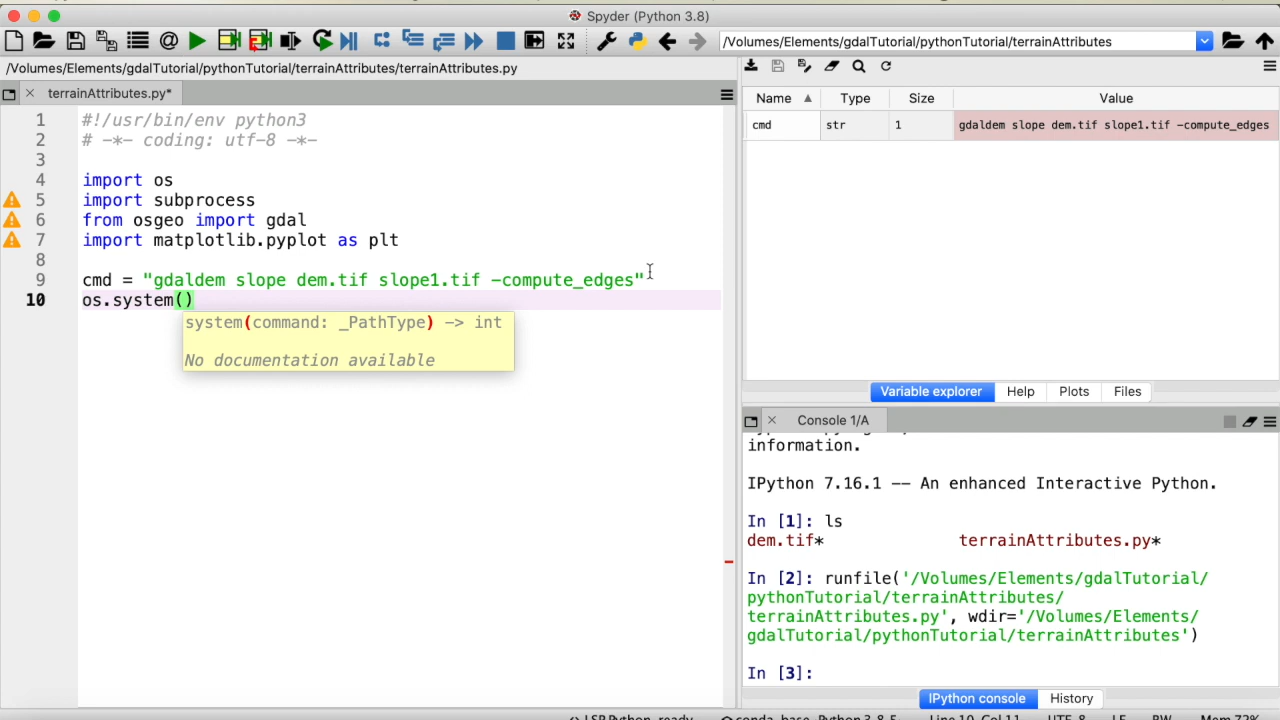 Spyder (Python 3.8)
/Volumes/Elements/gdalTutorial/pythonTutorial/terrainAttributes
/Volumes/Elements/gdalTutorial/pythonTutorial/terrainAttributes/terrainAttributes.py
terrainAttributes.py*
1 #!/usr/bin/env python3
2 # -*- coding: utf-8 -*-
3
4 import os
5 import subprocess
6 from osgeo import gdal
7 import matplotlib.pyplot as plt
8
9 cmd = "gdaldem slope dem.tif slope1.tif -compute_edges"
10 os.system()
system(command: _PathType) -> int
No documentation available
Name Type Size Value
cmd str 1 gdaldem slope dem.tif slope1.tif -compute_edges
Variable explorer Help Plots Files
Console 1/A
information.
IPython 7.16.1 -- An enhanced Interactive Python.
In [1]: ls
dem.tif* terrainAttributes.py*
In [2]: runfile('/Volumes/Elements/gdalTutorial/
pythonTutorial/terrainAttributes/
terrainAttributes.py', wdir='/Volumes/Elements/
gdalTutorial/pythonTutorial/terrainAttributes')
In [3]:
IPython console History